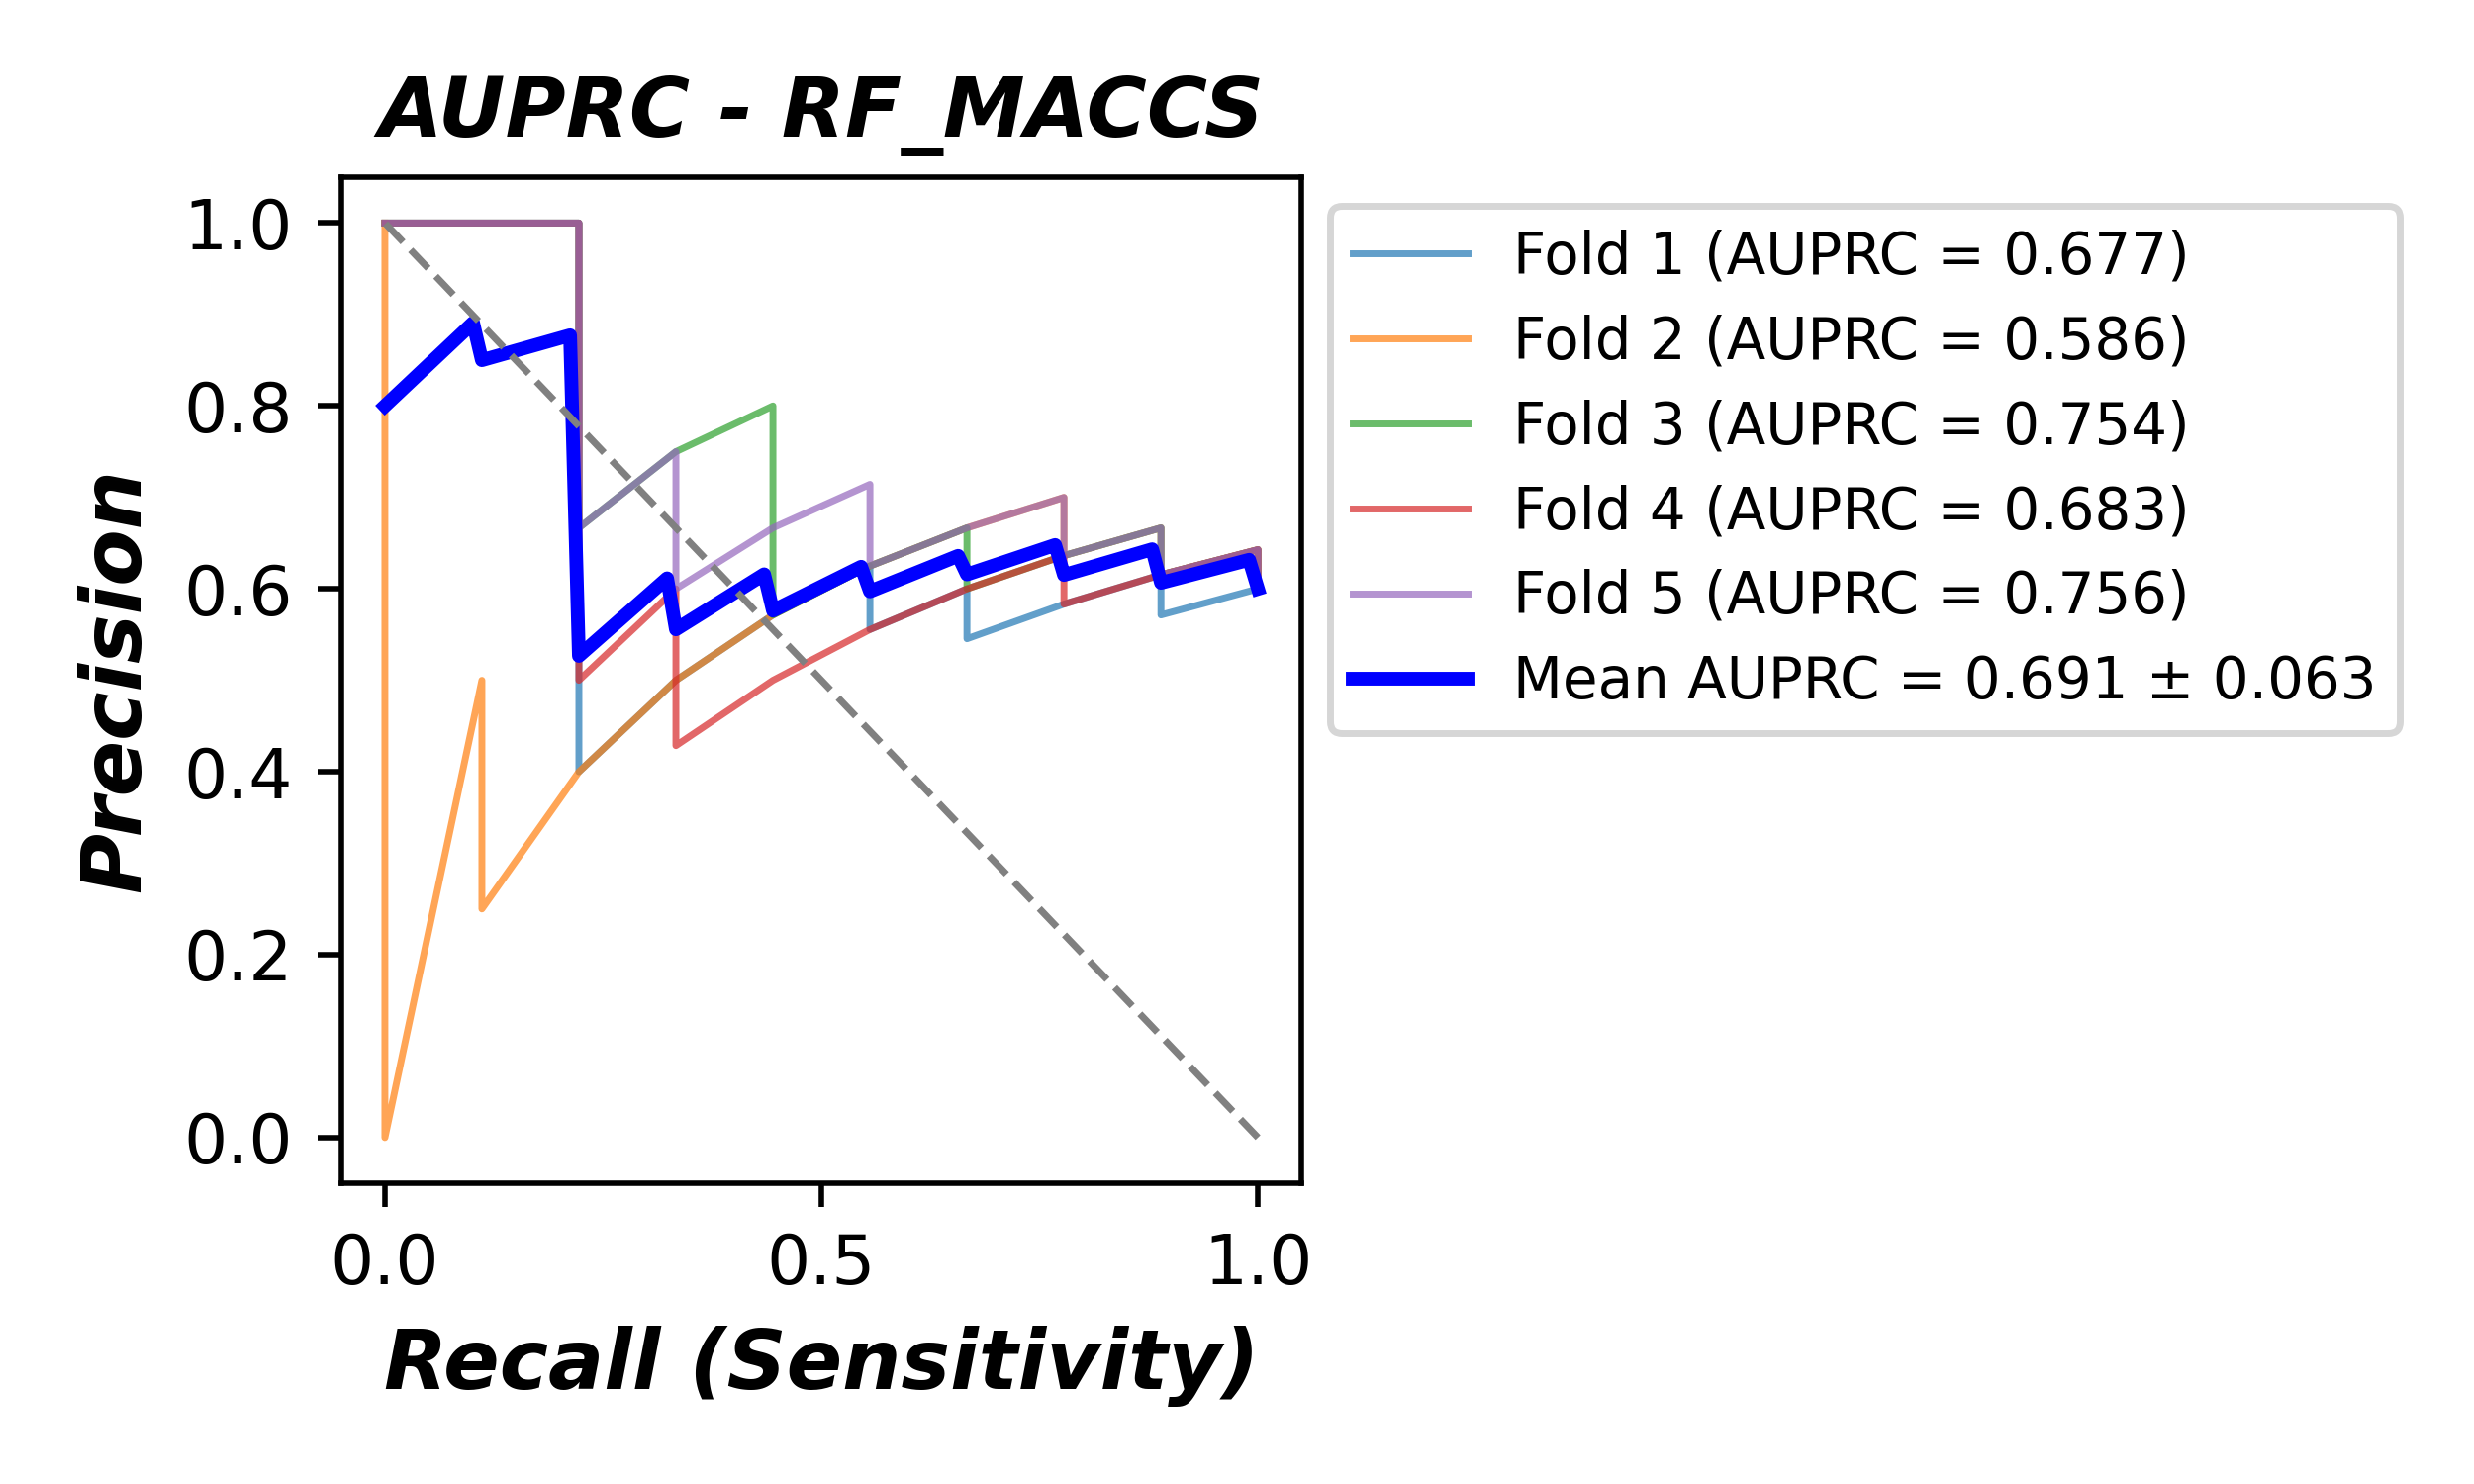 AUPRC - RF_MACCS
1.0
0.8
0.6
0.4
0.2
0.0
Precision
0.0
0.5
1.0
Recall (Sensitivity)
Fold 1 (AUPRC = 0.677)
Fold 2 (AUPRC = 0.586)
Fold 3 (AUPRC = 0.754)
Fold 4 (AUPRC = 0.683)
Fold 5 (AUPRC = 0.756)
Mean AUPRC = 0.691 ± 0.063